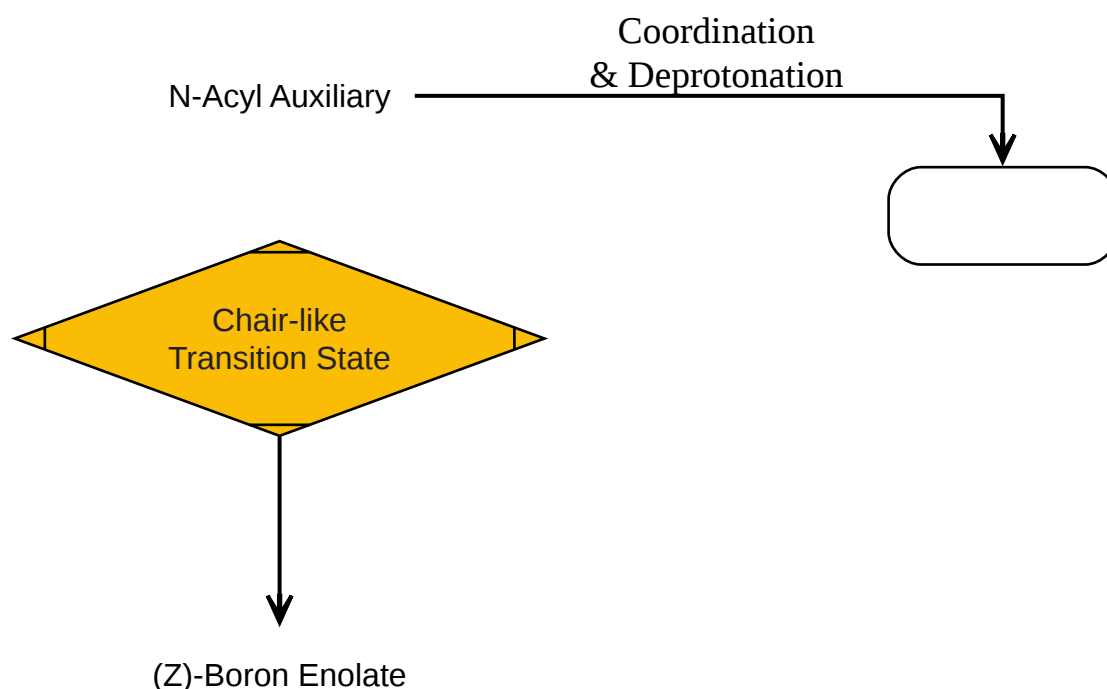 Coordination
& Deprotonation
N-Acyl Auxiliary
Chair-like
Transition State
(Z)-Boron Enolate